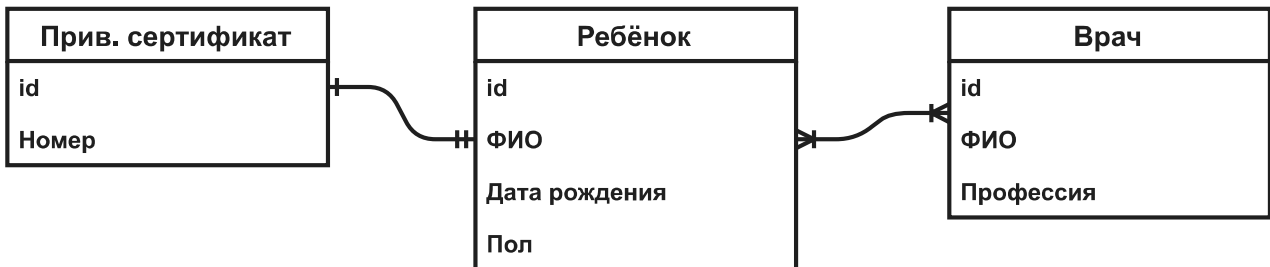 Прив. сертификат
id
Номер
Ребёнок
id
ФИО
Дата рождения
Пол
Врач
id
ФИО
Профессия